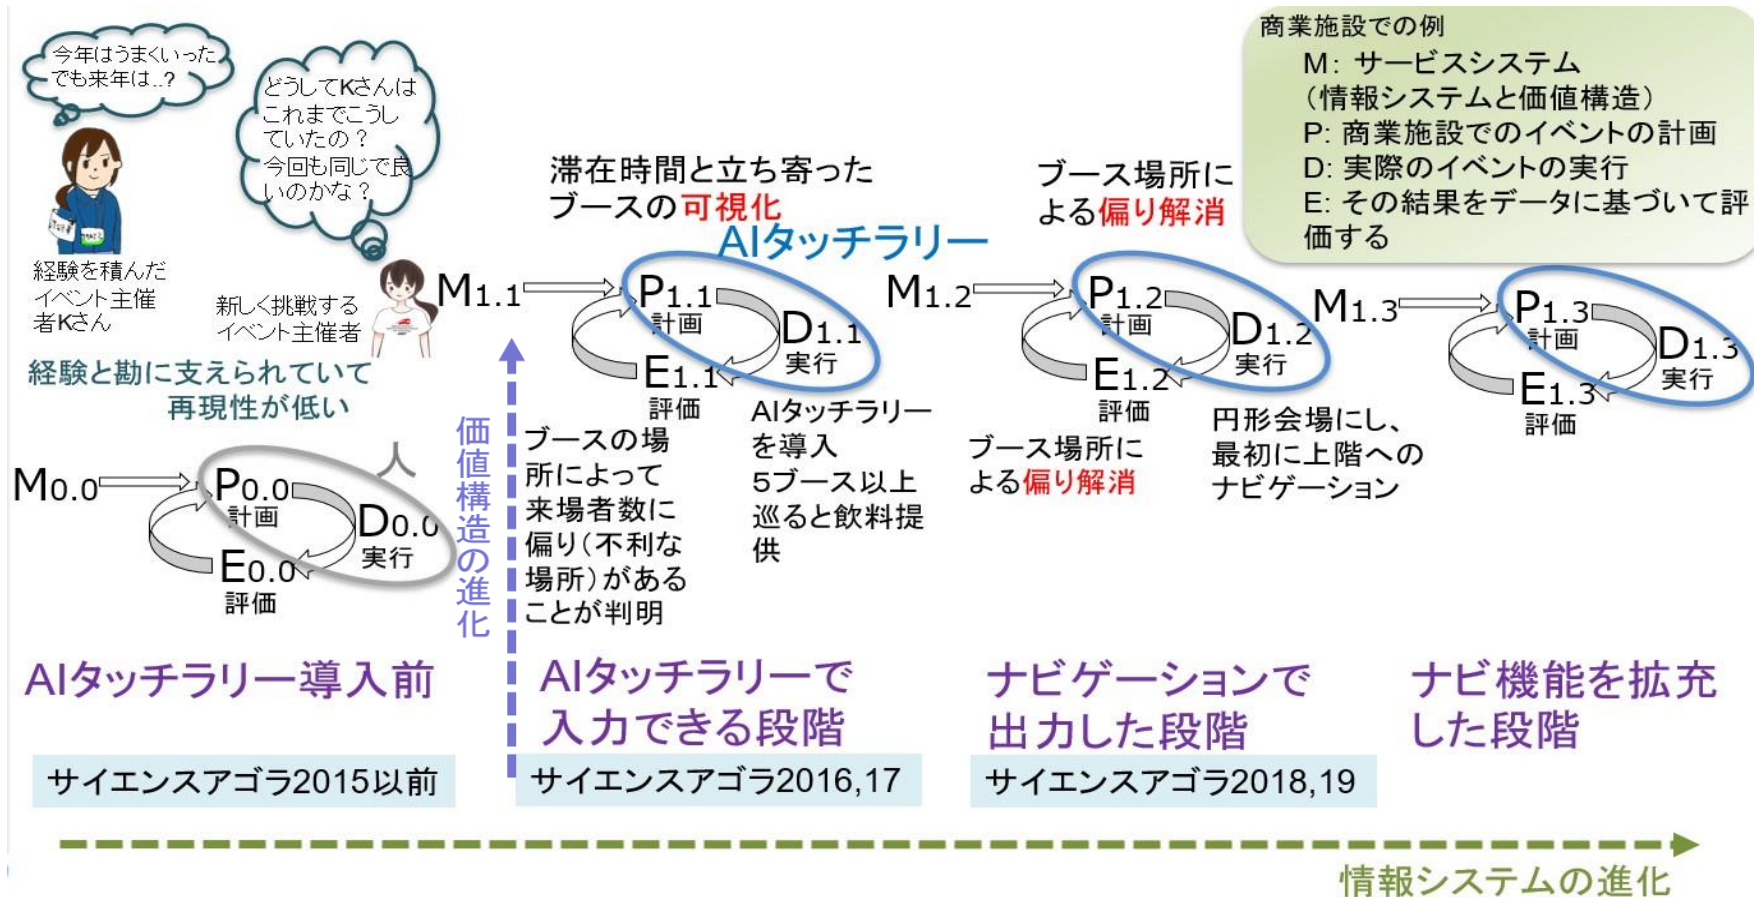 今年はうまくいった
でも来年は..?
どうしてKさんは
これまでこうし
ていたの？
今回も同じで良
いのかな？
経験を積んだ
イベント主催
者Kさん
新しく挑戦する
イベント主催者
経験と勘に支えられていて
再現性が低い
人
M0.0
P0.0
計画
D0.0
実行
E0.0
評価
AIタッチラリー導入前
サイエンスアゴラ2015以前
価値構造の進化
滞在時間と立ち寄った
ブースの可視化
AIタッチラリー
M1.1
P1.1
計画
D1.1
実行
E1.1
評価
ブースの場
所によって
来場者数に
偏り（不利な
場所）がある
ことが判明
AIタッチラリー
を導入
5ブース以上
巡ると飲料提
供
AIタッチラリーで
入力できる段階
サイエンスアゴラ2016,17
ブース場所に
よる偏り解消
M1.2
P1.2
計画
D1.2
実行
E1.2
評価
ブース場所に
よる偏り解消
円形会場にし、
最初に上階への
ナビゲーション
ナビゲーションで
出力した段階
サイエンスアゴラ2018,19
商業施設での例
M: サービスシステム
（情報システムと価値構造）
P: 商業施設でのイベントの計画
D: 実際のイベントの実行
E: その結果をデータに基づいて評
価する
M1.3
P1.3
計画
D1.3
実行
E1.3
評価
ナビ機能を拡充
した段階
情報システムの進化